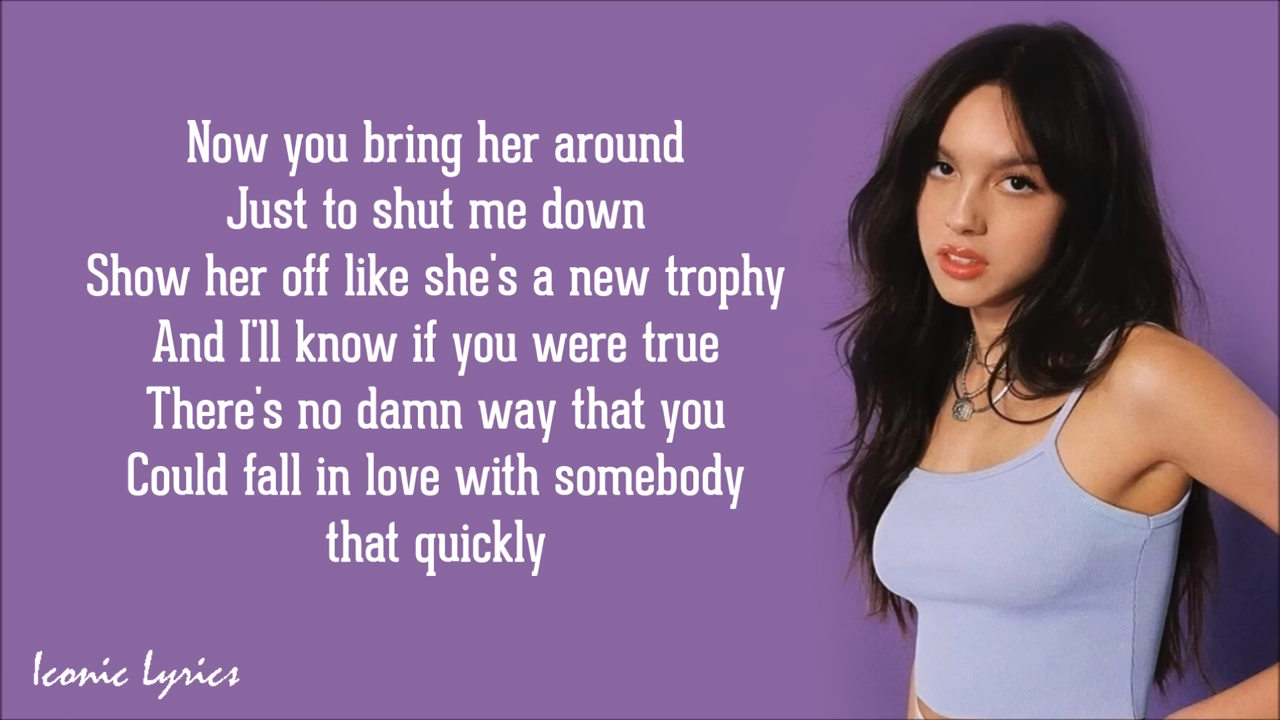 Now you bring her around
Just to shut me down
Show her off like she's a new trophy
And I'll know if you were true
There's no damn way that you
Could fall in love with somebody
that quickly
Iconic Lyrics